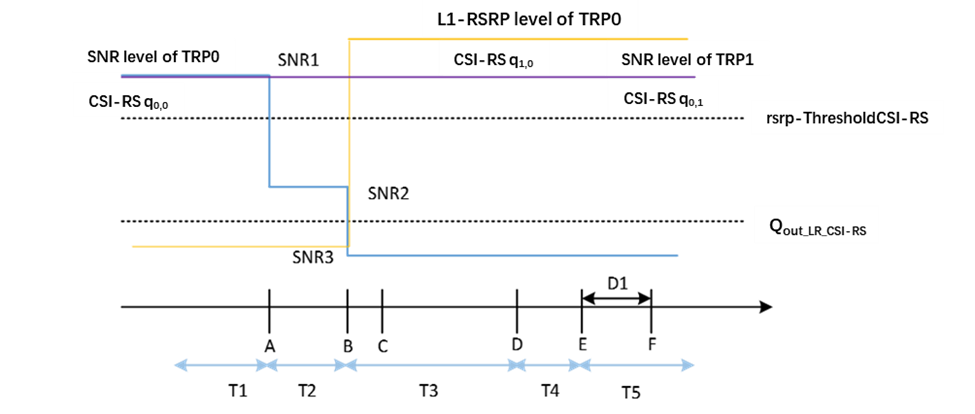 L1-RSRP level of TRP0
SNR level of TRP0
SNR1
CSI-RS q1,0
SNR level of TRP1
CSI-RS q0,0
CSI-RS q0,1
rsrp-ThresholdCSI-RS
SNR2
Qout_LR_CSI-RS
SNR3
D1
A B C D E F
T1 T2 T3 T4 T5